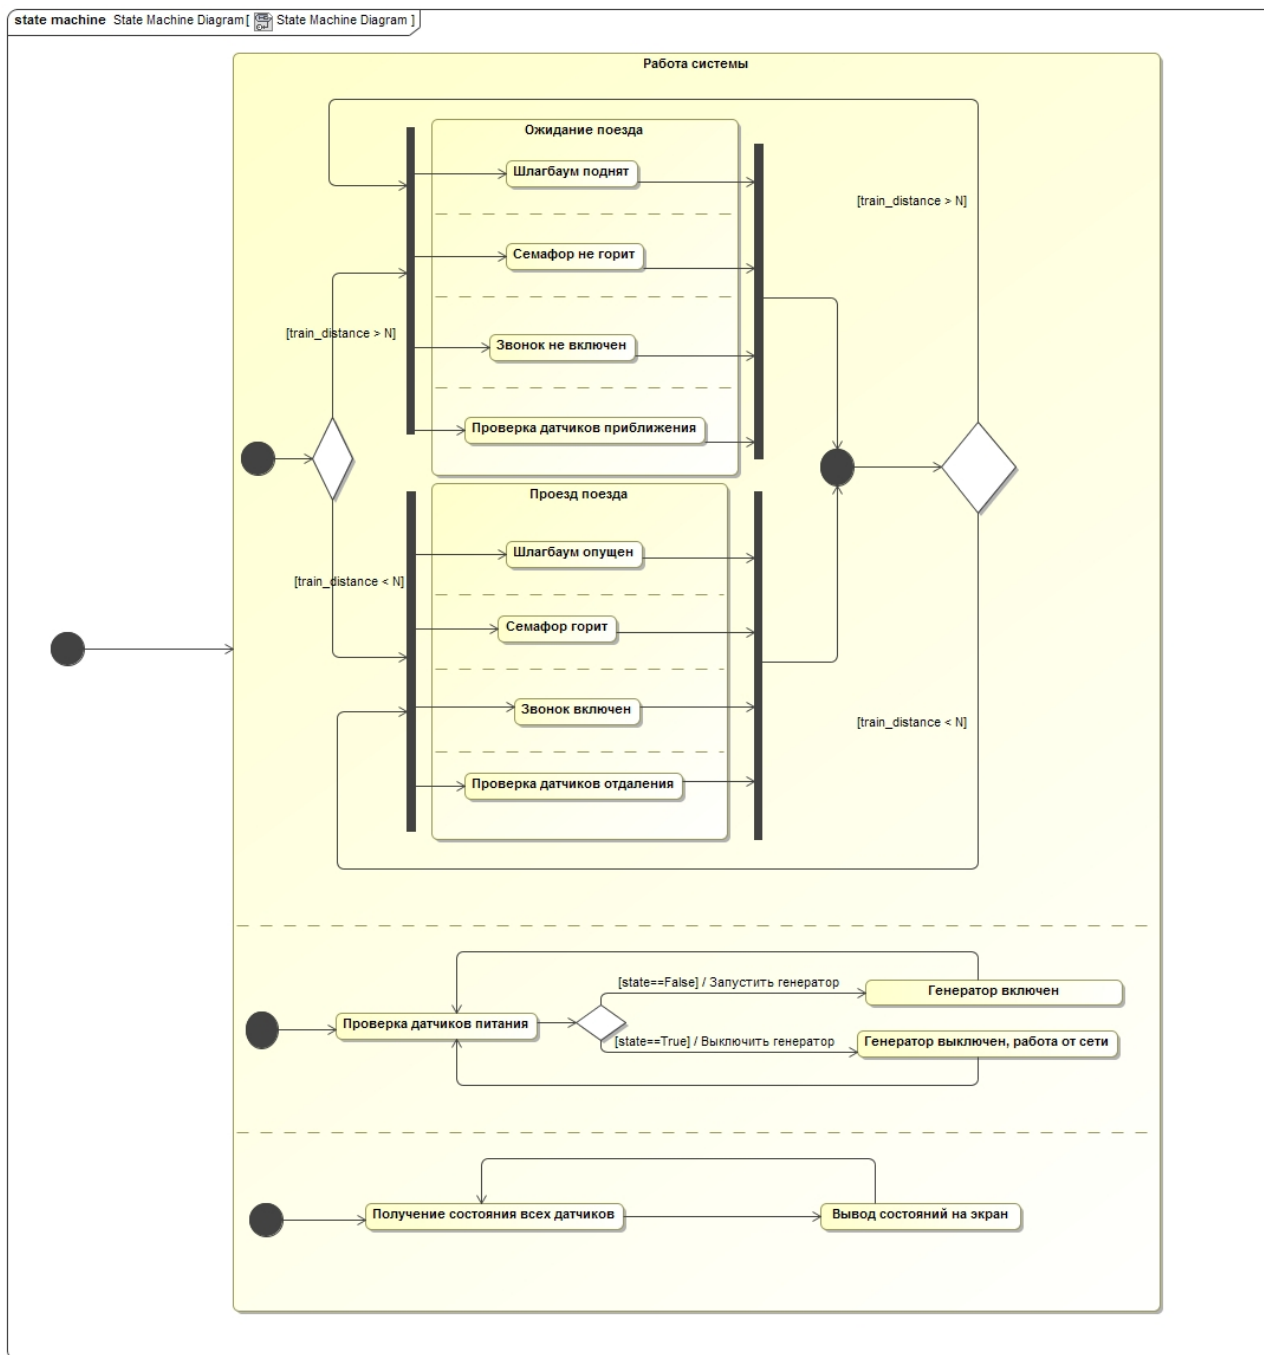 state machine State Machine Diagram [ State Machine Diagram ]
Работа системы
Ожидание поезда
Шлагбаум поднят
[train_distance > N]
Семафор не горит
[train_distance > N]
Звонок не включен
Проверка датчиков приближения
Проезд поезда
Шлагбаум опущен
[train_distance < N]
Семафор горит
Звонок включен
[train_distance < N]
Проверка датчиков отдаления
[state==False] / Запустить генератор
Генератор включен
Проверка датчиков питания
[state==True] / Выключить генератор
Генератор выключен, работа от сети
Получение состояния всех датчиков
Вывод состояний на экран